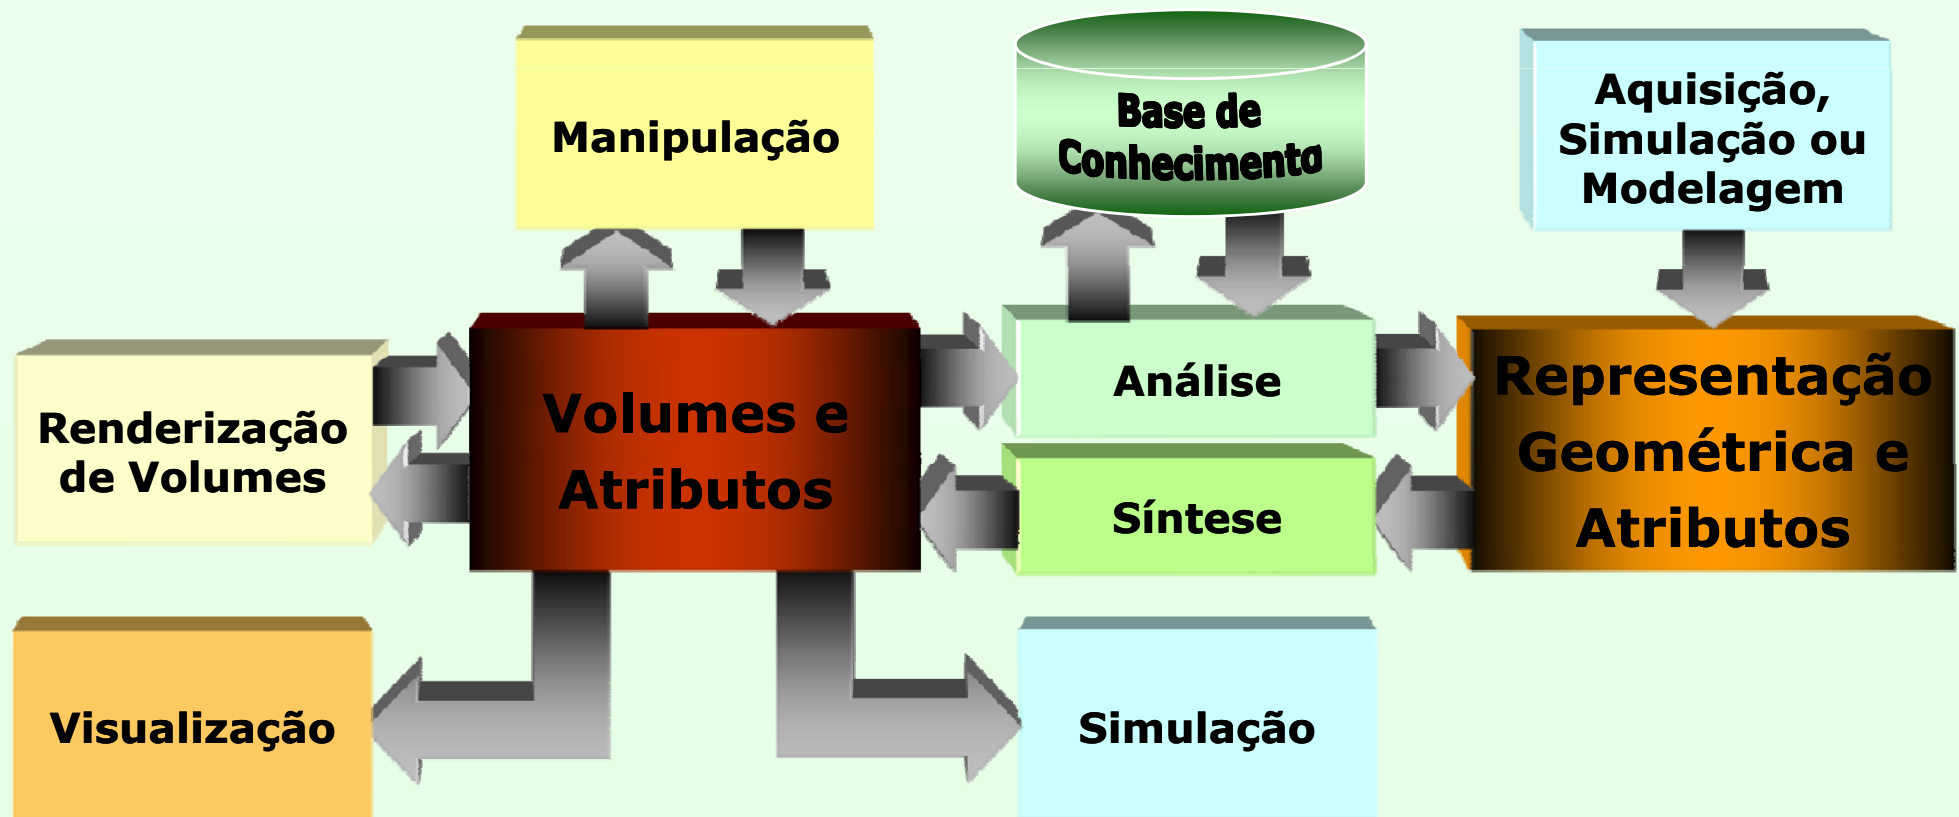 Manipulação
Base de
Conhecimento
Aquisição,
Simulação ou
Modelagem
Renderização
de Volumes
Volumes e
Atributos
Análise
Síntese
Representação
Geométrica e
Atributos
Visualização
Simulação